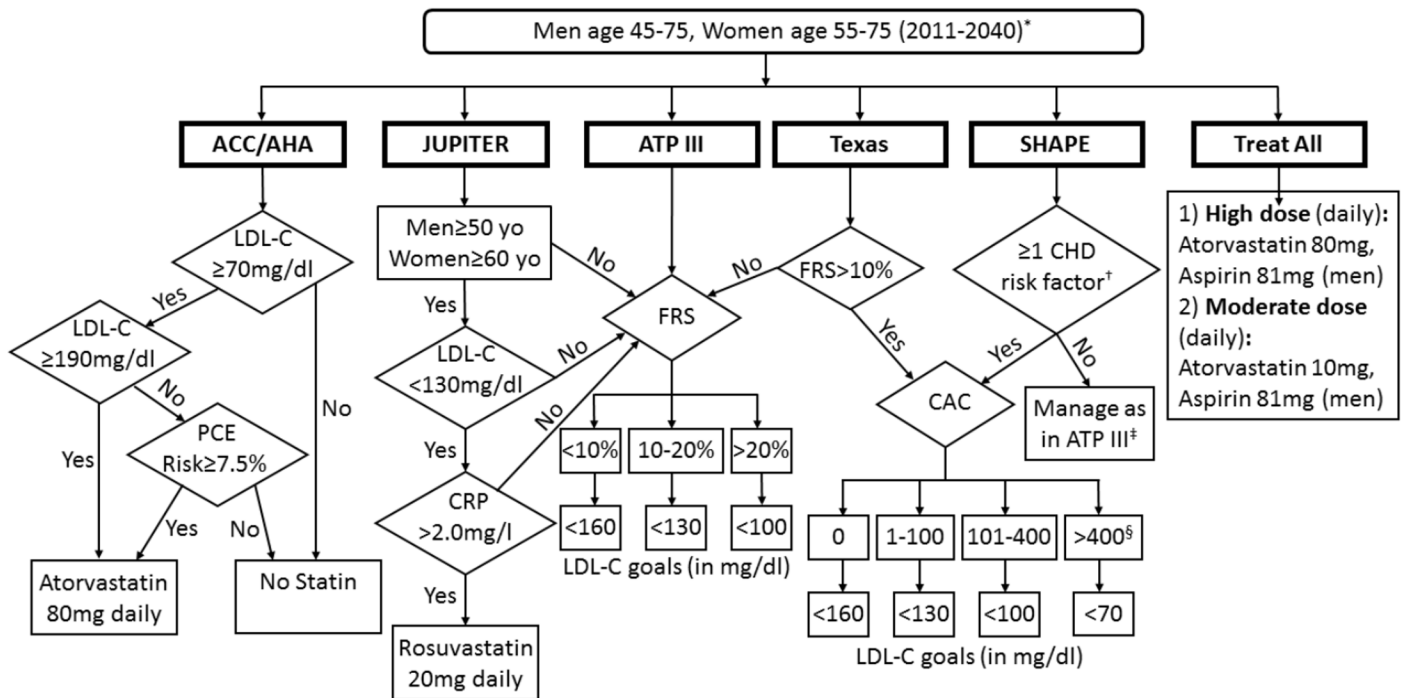 Men age 45-75, Women age 55-75 (2011-2040)*
ACC/AHA
JUPITER
ATP III
Texas
SHAPE
Treat All
LDL-C
≥70mg/dl
Yes
No
LDL-C
≥190mg/dl
Yes
No
PCE
Risk≥7.5%
Yes
No
Atorvastatin
80mg daily
No Statin
Men≥50 yo
Women≥60 yo
No
Yes
LDL-C
<130mg/dl
No
Yes
CRP
>2.0mg/l
No
Yes
Rosuvastatin
20mg daily
FRS
<10%
10-20%
>20%
<160
<130
<100
LDL-C goals (in mg/dl)
FRS>10%
No
Yes
≥1 CHD
risk factor†
Yes
No
CAC
Manage as
in ATP III‡
0
1-100
101-400
>400§
<160
<130
<100
<70
LDL-C goals (in mg/dl)
1) High dose (daily):
Atorvastatin 80mg,
Aspirin 81mg (men)
2) Moderate dose
(daily):
Atorvastatin 10mg,
Aspirin 81mg (men)